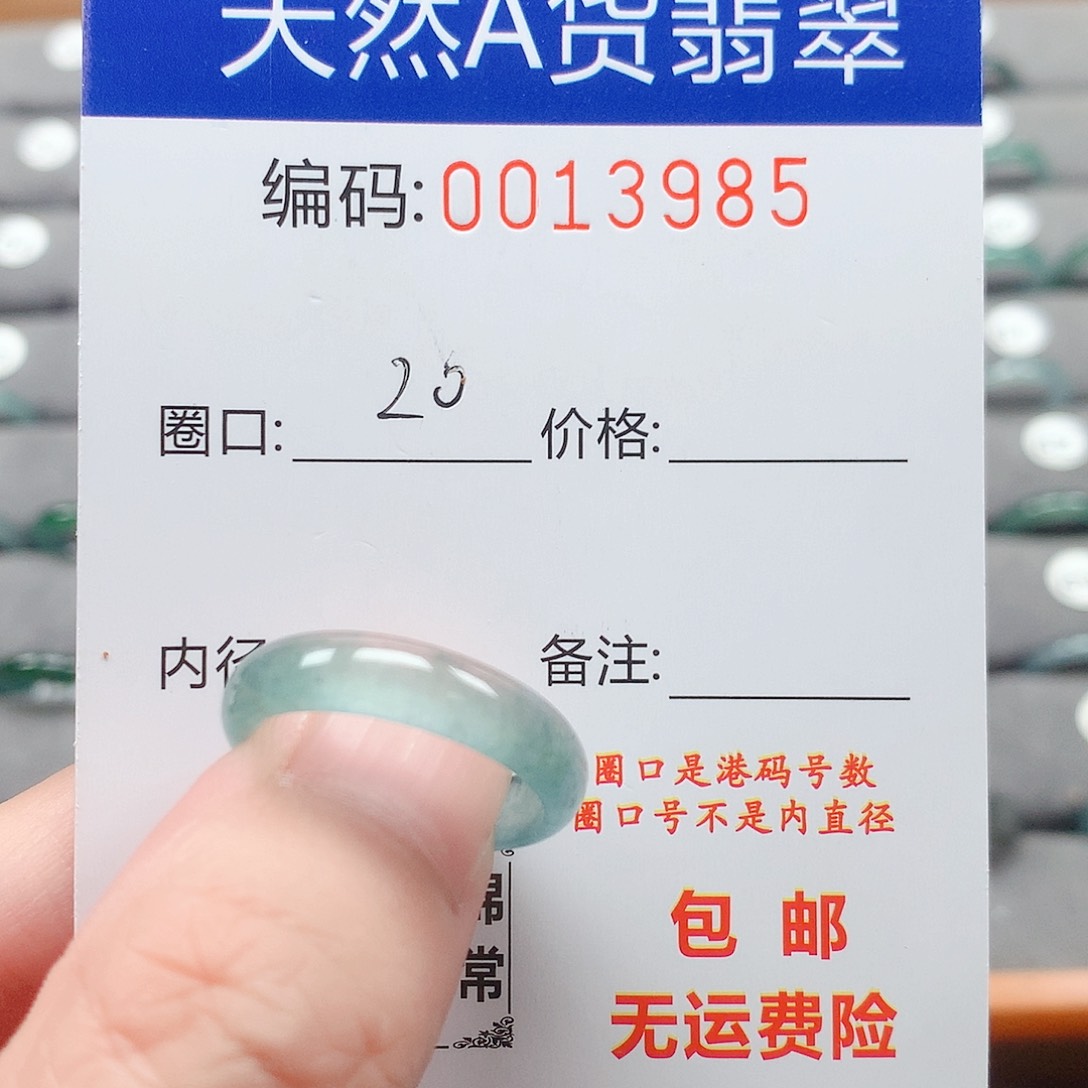 天然A货翡翠
编码:0013985
圈口: 25 价格:
内径 备注:
圈口是港码号数
圈口号不是内直径
常
包 邮
无运费险